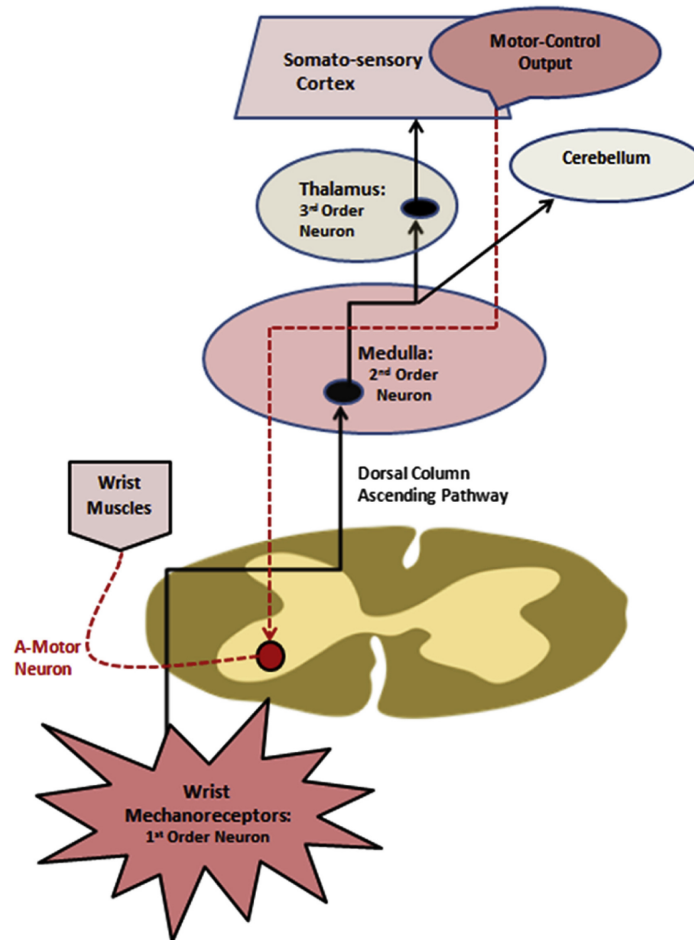 Somato-sensory
Cortex
Motor-Control
Output
Cerebellum
Thalamus:
3rd Order
Neuron
Medulla:
2nd Order
Neuron
Dorsal Column
Ascending Pathway
Wrist
Muscles
A-Motor
Neuron
Wrist
Mechanoreceptors:
1st Order Neuron